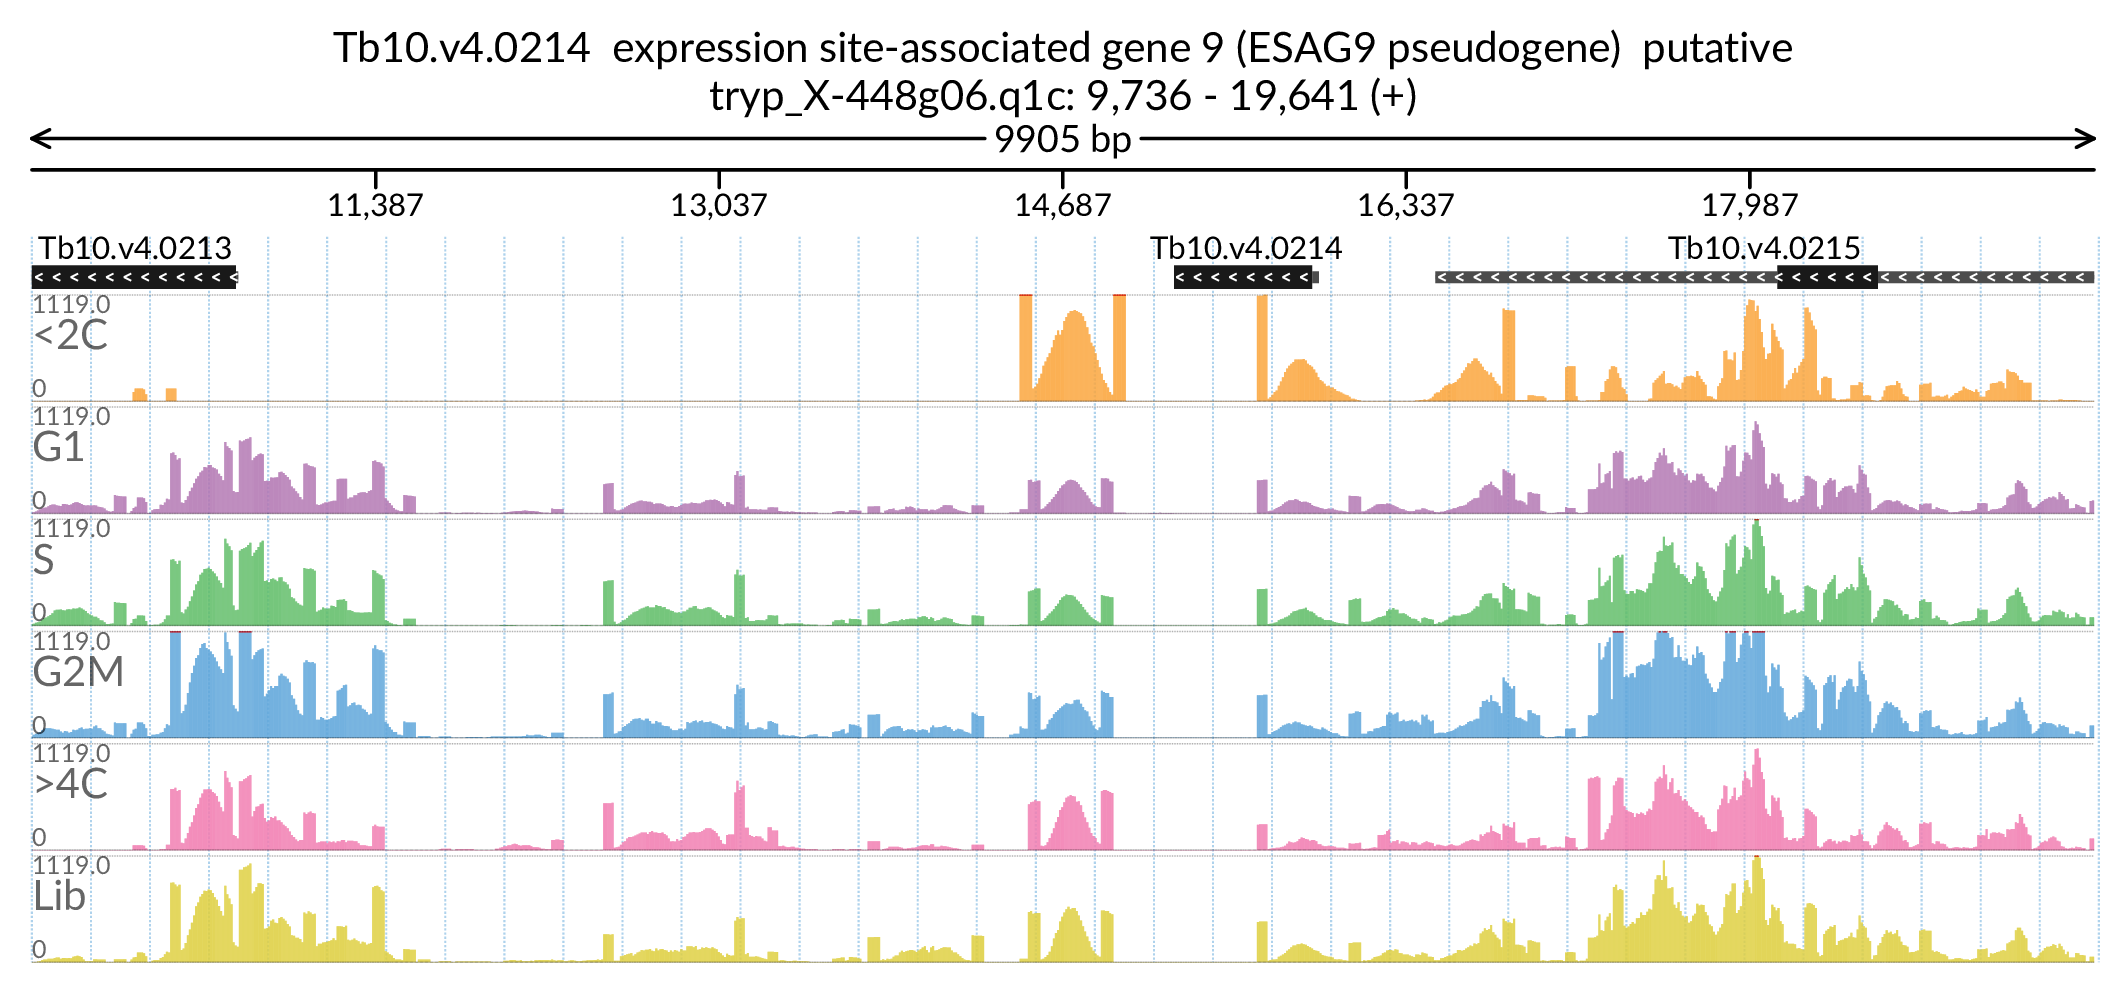 Tb10.v4.0214 expression site-associated gene 9 (ESAG9 pseudogene) putative
tryp_X-448g06.q1c: 9,736 - 19,641 (+)
9905 bp
11,387 13,037 14,687 16,337 17,987
Tb10.v4.0213 Tb10.v4.0214 Tb10.v4.0215
1119.0
<2C
0
1119.0
G1
0
1119.0
S
0
1119.0
G2M
0
1119.0
>4C
0
1119.0
Lib
0